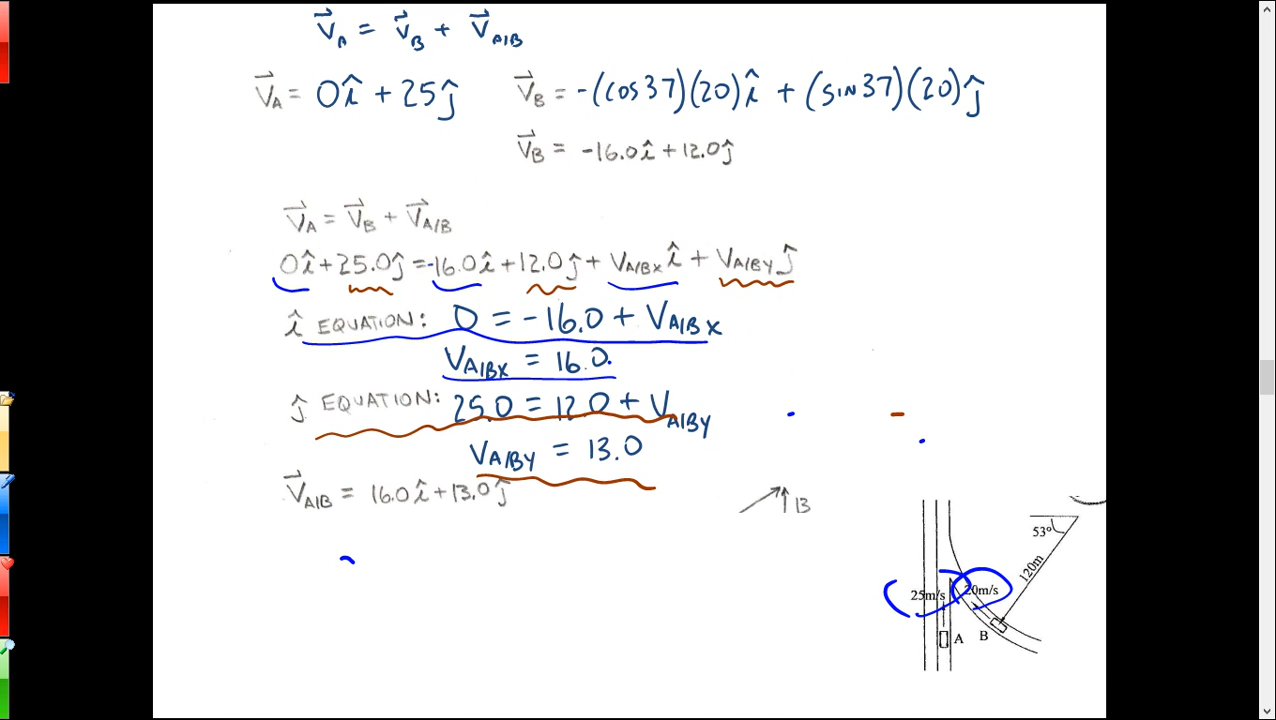 V⃗A = V⃗B + V⃗A/B
V⃗A = 0î + 25ĵ
V⃗B = -(cos37)(20)î + (sin37)(20)ĵ
V⃗B = -16.0î + 12.0ĵ
V⃗A = V⃗B + V⃗A/B
0î + 25.0ĵ = -16.0î + 12.0ĵ + VA/BX î + VA/BY ĵ
î EQUATION: 0 = -16.0 + VA/BX
VA/BX = 16.0.
ĵ EQUATION: 25.0 = 12.0 + VA/BY
VA/BY = 13.0
V⃗A/B = 16.0î + 13.0ĵ
13
53°
120m
25m/s
20m/s
A
B